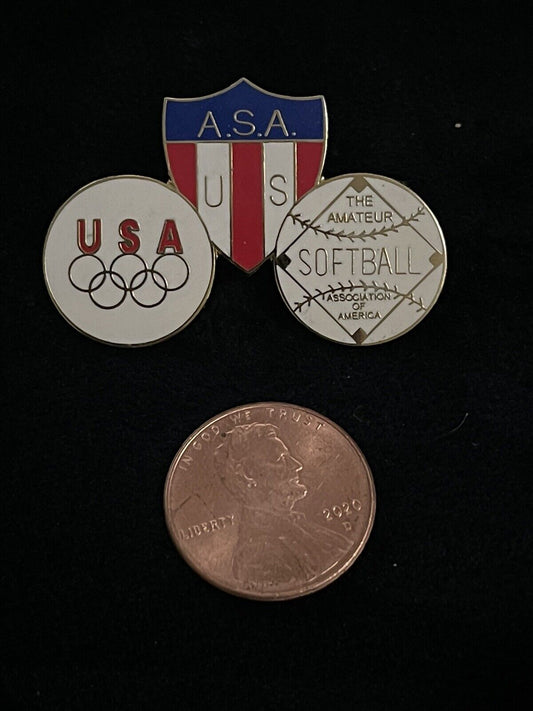 A.S.A.
U S
USA
THE
AMATEUR
SOFTBALL
ASSOCIATION
OF
AMERICA
IN GOD WE TRUST
LIBERTY
2020
D